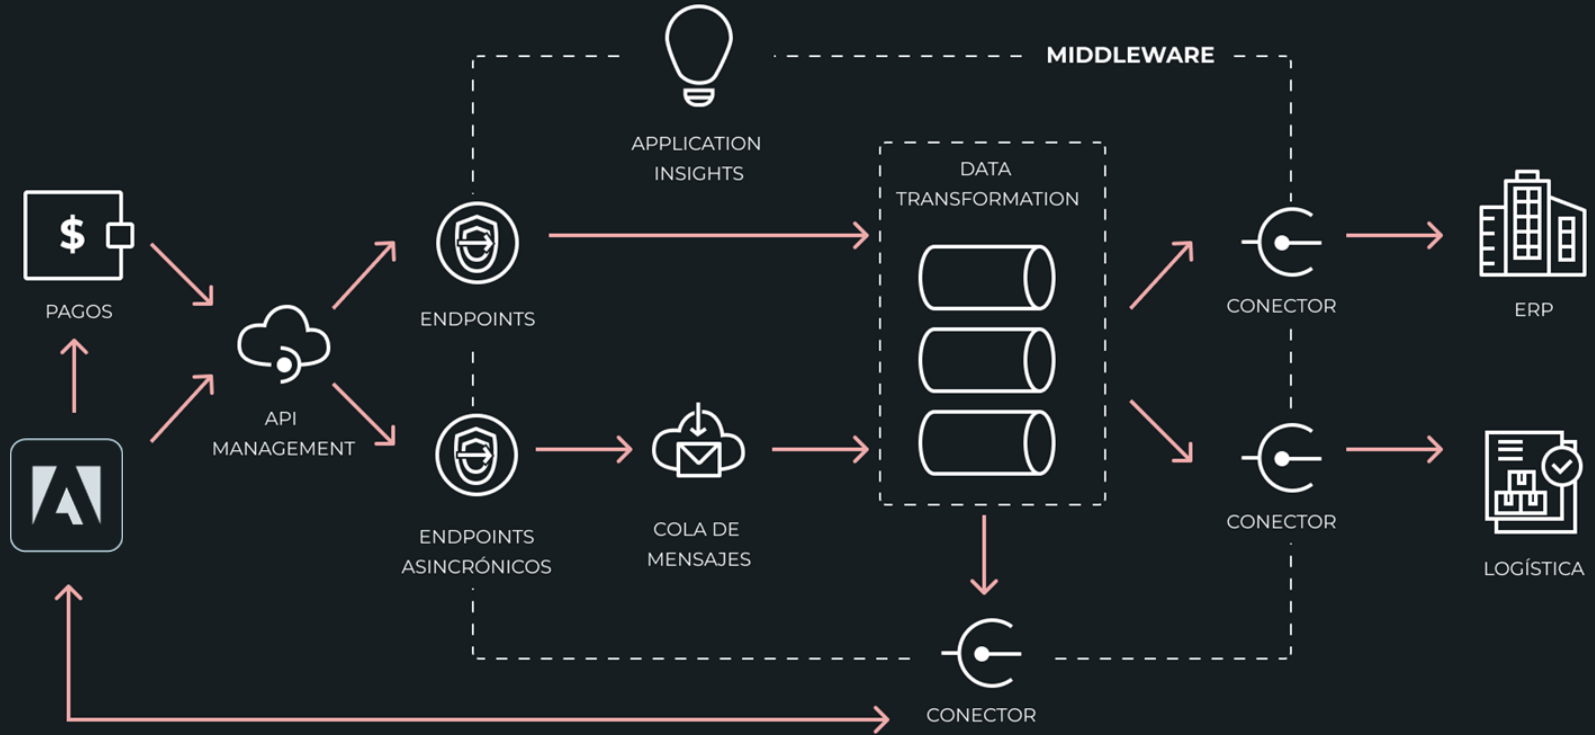 MIDDLEWARE
APPLICATION
INSIGHTS
DATA
TRANSFORMATION
$
PAGOS
ENDPOINTS
CONECTOR
ERP
API
MANAGEMENT
ENDPOINTS
ASINCRÓNICOS
COLA DE
MENSAJES
CONECTOR
LOGÍSTICA
CONECTOR